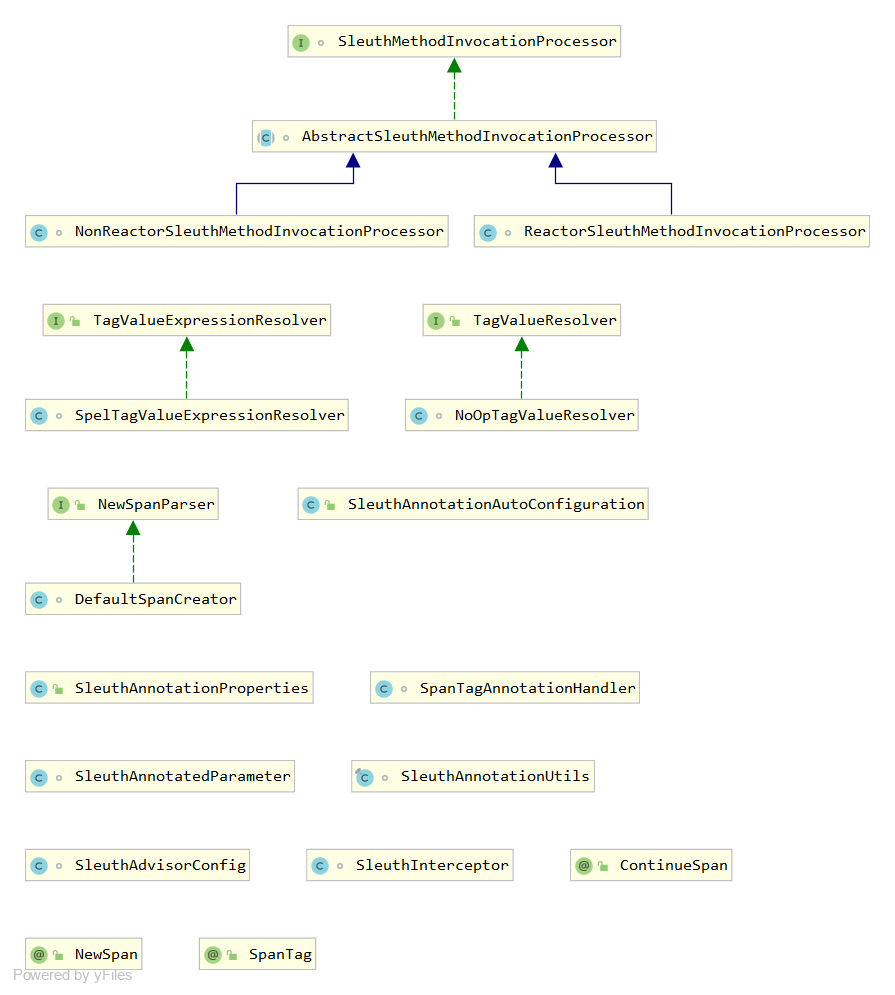 SleuthMethodInvocationProcessor
AbstractSleuthMethodInvocationProcessor
NonReactorSleuthMethodInvocationProcessor
ReactorSleuthMethodInvocationProcessor
TagValueExpressionResolver
TagValueResolver
SpelTagValueExpressionResolver
NoOpTagValueResolver
NewSpanParser
SleuthAnnotationAutoConfiguration
DefaultSpanCreator
SleuthAnnotationProperties
SpanTagAnnotationHandler
SleuthAnnotatedParameter
SleuthAnnotationUtils
SleuthAdvisorConfig
SleuthInterceptor
ContinueSpan
NewSpan
SpanTag
Powered by yFiles